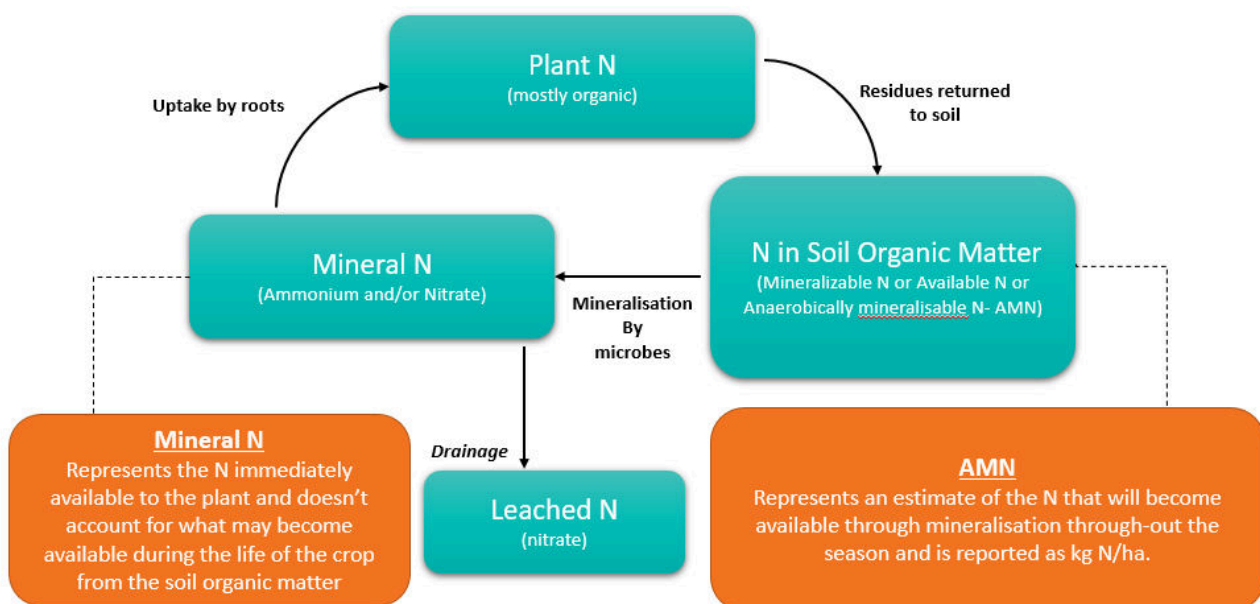 Plant N
(mostly organic)
Uptake by roots
Residues returned
to soil
Mineral N
(Ammonium and/or Nitrate)
N in Soil Organic Matter
(Mineralizable N or Available N or
Anaerobically mineralisable N- AMN)
Mineralisation
By
microbes
Drainage
Leached N
(nitrate)
Mineral N
Represents the N immediately
available to the plant and doesn’t
account for what may become
available during the life of the crop
from the soil organic matter
AMN
Represents an estimate of the N that will become
available through mineralisation through-out the
season and is reported as kg N/ha.